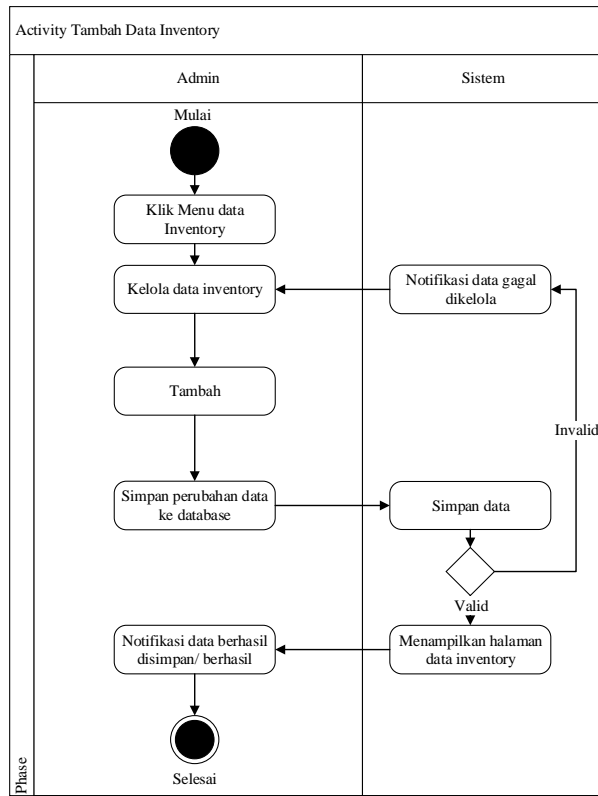 Activity Tambah Data Inventory
Admin
Sistem
Mulai
Klik Menu data
Inventory
Kelola data inventory
Notifikasi data gagal
dikelola
Tambah
Invalid
Simpan perubahan data
ke database
Simpan data
Valid
Notifikasi data berhasil
disimpan/ berhasil
Menampilkan halaman
data inventory
Selesai
Phase